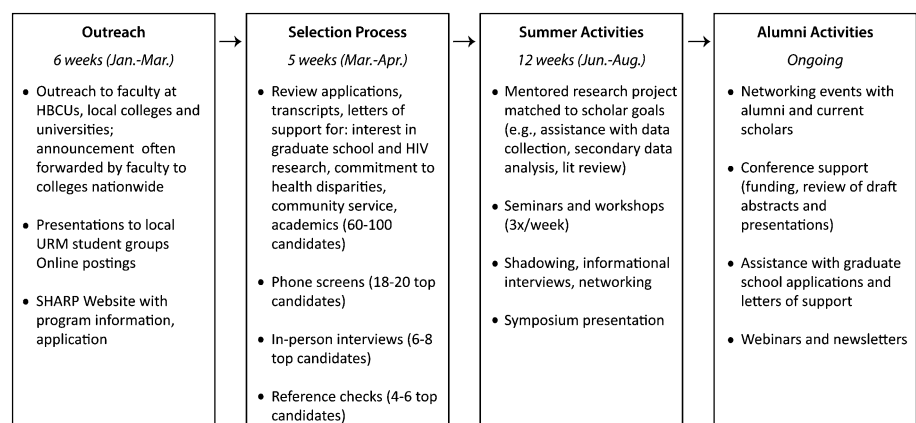 Outreach
6 weeks (Jan.-Mar.)
• Outreach to faculty at
HBCUs, local colleges and
universities;
announcement often
forwarded by faculty to
colleges nationwide
• Presentations to local
URM student groups
Online postings
• SHARP Website with
program information,
application
Selection Process
5 weeks (Mar.-Apr.)
• Review applications,
transcripts, letters of
support for: interest in
graduate school and HIV
research, commitment to
health disparities,
community service,
academics (60-100
candidates)
• Phone screens (18-20 top
candidates)
• In-person interviews (6-8
top candidates)
• Reference checks (4-6 top
candidates)
Summer Activities
12 weeks (Jun.-Aug.)
• Mentored research project
matched to scholar goals
(e.g., assistance with data
collection, secondary data
analysis, lit review)
• Seminars and workshops
(3x/week)
• Shadowing, informational
interviews, networking
• Symposium presentation
Alumni Activities
Ongoing
• Networking events with
alumni and current
scholars
• Conference support
(funding, review of draft
abstracts and
presentations)
• Assistance with graduate
school applications and
letters of support
• Webinars and newsletters